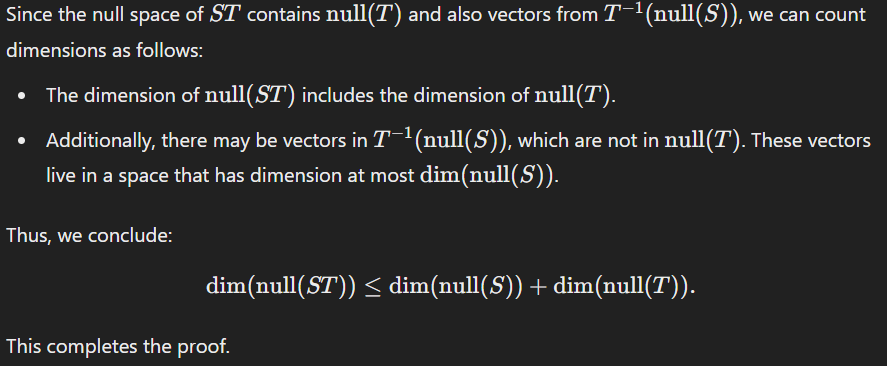 Since the null space of ST contains null(T) and also vectors from T⁻¹(null(S)), we can count
dimensions as follows:
• The dimension of null(ST) includes the dimension of null(T).
• Additionally, there may be vectors in T⁻¹(null(S)), which are not in null(T). These vectors
live in a space that has dimension at most dim(null(S)).
Thus, we conclude:
dim(null(ST)) ≤ dim(null(S)) + dim(null(T)).
This completes the proof.